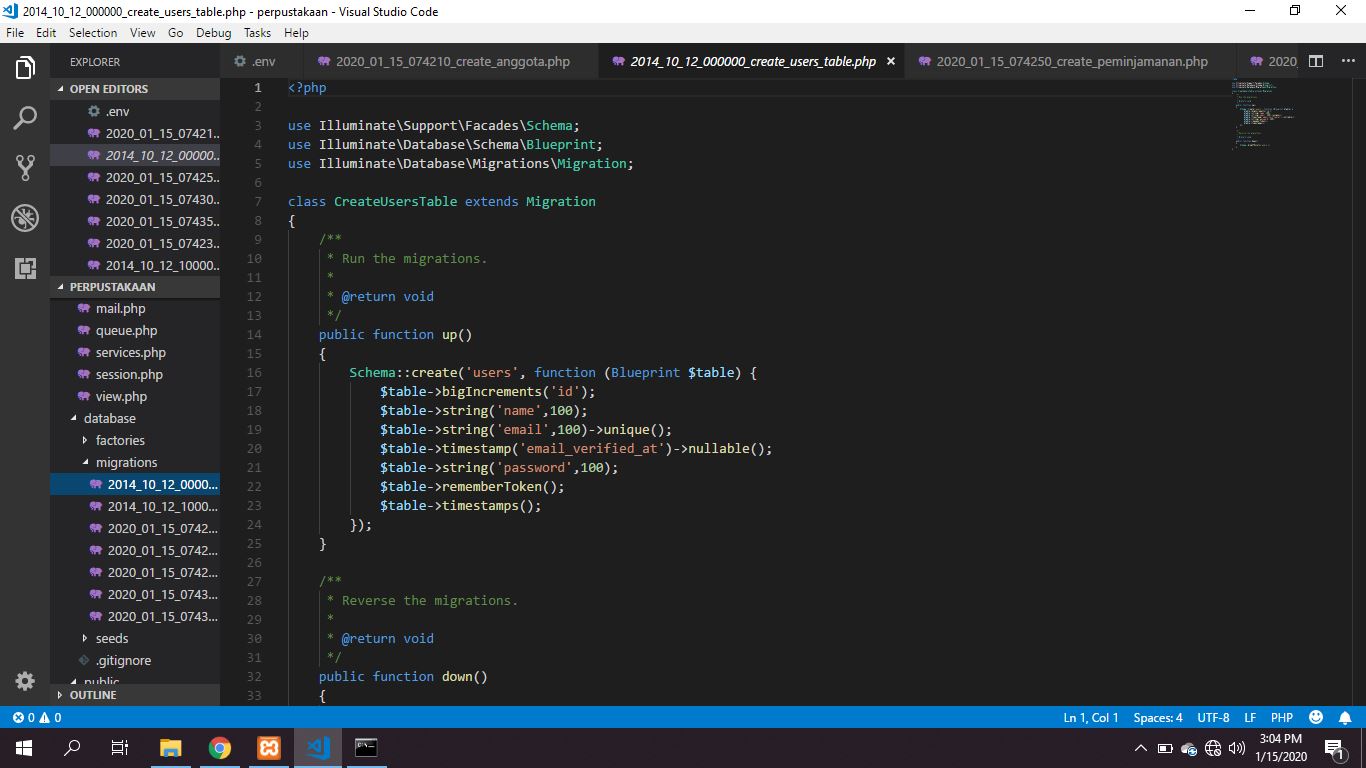 2014_10_12_000000_create_users_table.php - perpustakaan - Visual Studio Code
File Edit Selection View Go Debug Tasks Help
EXPLORER
.env
2020_01_15_074210_create_anggota.php
2014_10_12_000000_create_users_table.php ×
2020_01_15_074250_create_peminjamanan.php
2020_
OPEN EDITORS
.env
2020_01_15_07421...
2014_10_12_00000...
2020_01_15_07425...
2020_01_15_07430...
2020_01_15_07435...
2020_01_15_07423...
2014_10_12_10000...
PERPUSTAKAAN
mail.php
queue.php
services.php
session.php
view.php
database
factories
migrations
2014_10_12_0000...
2014_10_12_1000...
2020_01_15_0742...
2020_01_15_0742...
2020_01_15_0742...
2020_01_15_0743...
2020_01_15_0743...
seeds
.gitignore
public
OUTLINE
1 <?php
2
3 use Illuminate\Support\Facades\Schema;
4 use Illuminate\Database\Schema\Blueprint;
5 use Illuminate\Database\Migrations\Migration;
6
7 class CreateUsersTable extends Migration
8 {
9 /**
10 * Run the migrations.
11 *
12 * @return void
13 */
14 public function up()
15 {
16 Schema::create('users', function (Blueprint $table) {
17 $table->bigIncrements('id');
18 $table->string('name',100);
19 $table->string('email',100)->unique();
20 $table->timestamp('email_verified_at')->nullable();
21 $table->string('password',100);
22 $table->rememberToken();
23 $table->timestamps();
24 });
25 }
26
27 /**
28 * Reverse the migrations.
29 *
30 * @return void
31 */
32 public function down()
33 {
0 0
Ln 1, Col 1 Spaces: 4 UTF-8 LF PHP
3:04 PM
1/15/2020
1